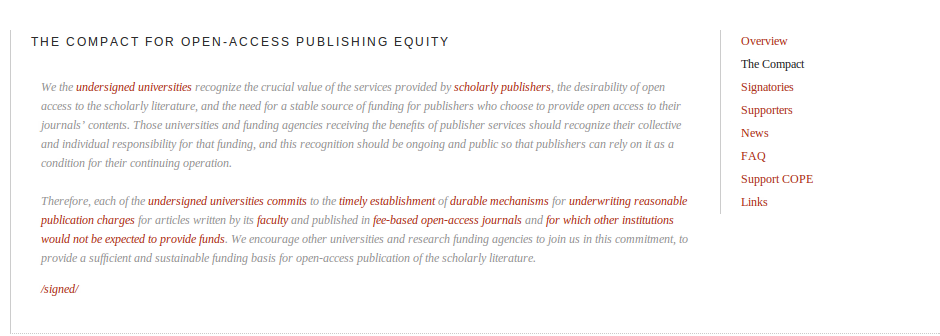 THE COMPACT FOR OPEN-ACCESS PUBLISHING EQUITY
We the undersigned universities recognize the crucial value of the services provided by scholarly publishers, the desirability of open
access to the scholarly literature, and the need for a stable source of funding for publishers who choose to provide open access to their
journals’ contents. Those universities and funding agencies receiving the benefits of publisher services should recognize their collective
and individual responsibility for that funding, and this recognition should be ongoing and public so that publishers can rely on it as a
condition for their continuing operation.
Therefore, each of the undersigned universities commits to the timely establishment of durable mechanisms for underwriting reasonable
publication charges for articles written by its faculty and published in fee-based open-access journals and for which other institutions
would not be expected to provide funds. We encourage other universities and research funding agencies to join us in this commitment, to
provide a sufficient and sustainable funding basis for open-access publication of the scholarly literature.
/signed/
Overview
The Compact
Signatories
Supporters
News
FAQ
Support COPE
Links